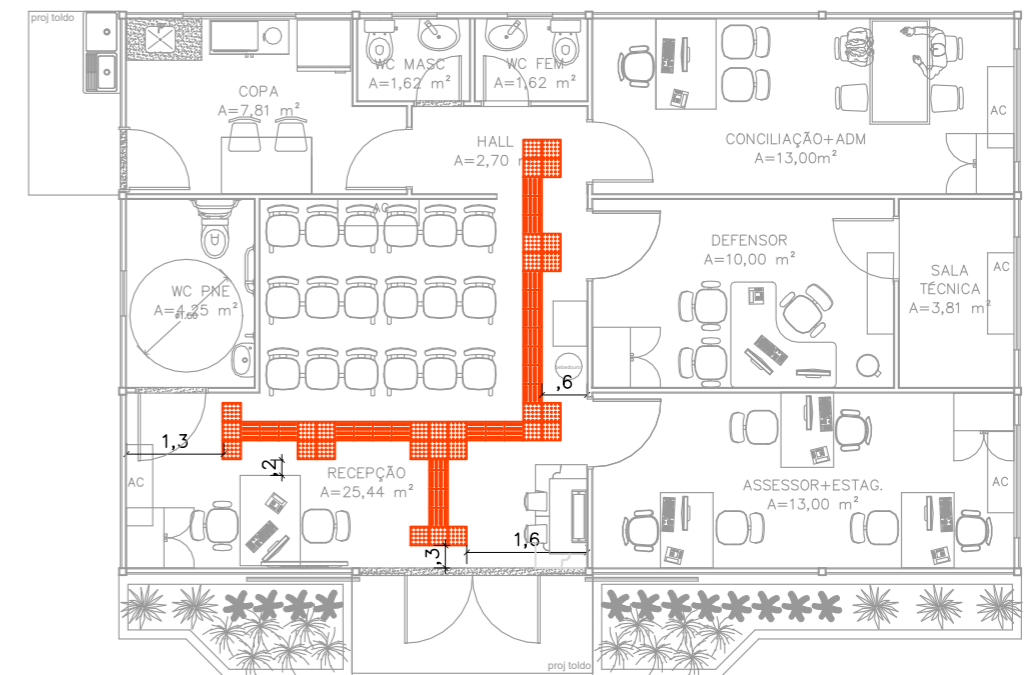 proj toldo
WC MASC
A=1,62 m²
WC FEM
A=1,62 m²
COPA
A=7,81 m²
HALL
A=2,70
CONCILIAÇÃO+ADM
A=13,00m²
AC
AC
DEFENSOR
A=10,00 m²
SALA
TÉCNICA
A=3,81 m²
AC
WC PNE
A=4,25 m²
bebedouro
,6
1,3
,2
RECEPÇÃO
A=25,44 m²
AC
ASSESSOR+ESTAG.
A=13,00 m²
AC
1,6
,3
proj toldo